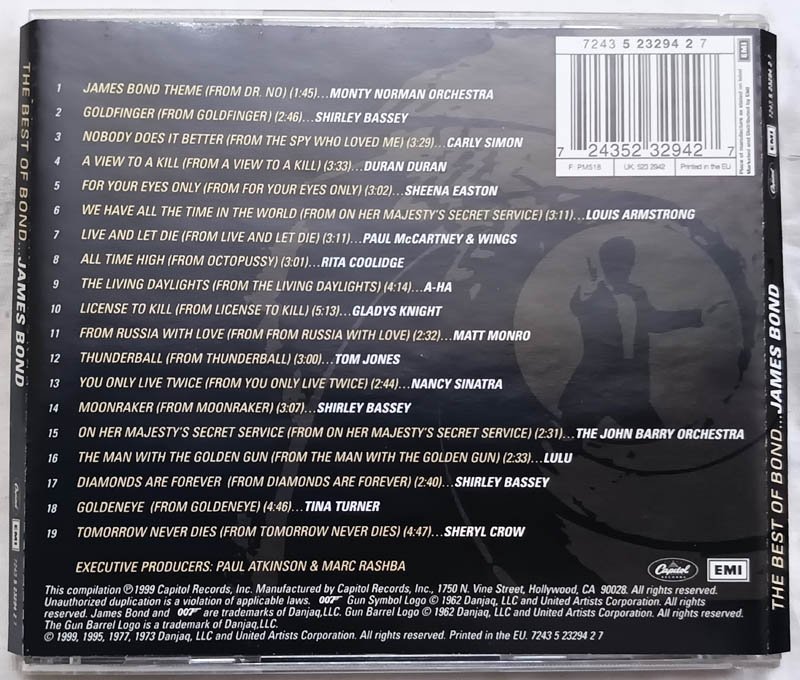 THE BEST OF BOND...JAMES BOND
7243 5 23294 2 7
7 24352 32942 7
F: PM518
UK: 523 2942
Printed in the EU
EMI
1 JAMES BOND THEME (FROM DR. NO) (1:45)...MONTY NORMAN ORCHESTRA
2 GOLDFINGER (FROM GOLDFINGER) (2:46)...SHIRLEY BASSEY
3 NOBODY DOES IT BETTER (FROM THE SPY WHO LOVED ME) (3:29)...CARLY SIMON
4 A VIEW TO A KILL (FROM A VIEW TO A KILL) (3:33)...DURAN DURAN
5 FOR YOUR EYES ONLY (FROM FOR YOUR EYES ONLY) (3:02)...SHEENA EASTON
6 WE HAVE ALL THE TIME IN THE WORLD (FROM ON HER MAJESTY'S SECRET SERVICE) (3:11)...LOUIS ARMSTRONG
7 LIVE AND LET DIE (FROM LIVE AND LET DIE) (3:11)...PAUL McCARTNEY & WINGS
8 ALL TIME HIGH (FROM OCTOPUSSY) (3:01)...RITA COOLIDGE
9 THE LIVING DAYLIGHTS (FROM THE LIVING DAYLIGHTS) (4:14)...A-HA
10 LICENSE TO KILL (FROM LICENSE TO KILL) (5:13)...GLADYS KNIGHT
11 FROM RUSSIA WITH LOVE (FROM FROM RUSSIA WITH LOVE) (2:32)...MATT MONRO
12 THUNDERBALL (FROM THUNDERBALL) (3:00)...TOM JONES
13 YOU ONLY LIVE TWICE (FROM YOU ONLY LIVE TWICE) (2:44)...NANCY SINATRA
14 MOONRAKER (FROM MOONRAKER) (3:07)...SHIRLEY BASSEY
15 ON HER MAJESTY'S SECRET SERVICE (FROM ON HER MAJESTY'S SECRET SERVICE) (2:31)...THE JOHN BARRY ORCHESTRA
16 THE MAN WITH THE GOLDEN GUN (FROM THE MAN WITH THE GOLDEN GUN) (2:33)...LULU
17 DIAMONDS ARE FOREVER (FROM DIAMONDS ARE FOREVER) (2:40)...SHIRLEY BASSEY
18 GOLDENEYE (FROM GOLDENEYE) (4:46)...TINA TURNER
19 TOMORROW NEVER DIES (FROM TOMORROW NEVER DIES) (4:47)...SHERYL CROW
EXECUTIVE PRODUCERS: PAUL ATKINSON & MARC RASHBA
Capitol RECORDS
EMI
This compilation ℗1999 Capitol Records, Inc. Manufactured by Capitol Records, Inc., 1750 N. Vine Street, Hollywood, CA 90028. All rights reserved.
Unauthorized duplication is a violation of applicable laws. 007 Gun Symbol Logo © 1962 Danjaq, LLC and United Artists Corporation. All rights
reserved. James Bond and 007 are trademarks of Danjaq, LLC. Gun Barrel Logo © 1962 Danjaq, LLC and United Artists Corporation. All rights reserved.
The Gun Barrel Logo is a trademark of Danjaq,LLC.
© 1999, 1995, 1977, 1973 Danjaq, LLC and United Artists Corporation. All rights reserved. Printed in the EU. 7243 5 23294 2 7
Capitol
EMI
7243 5 23294 2 7
THE BEST OF BOND...JAMES BOND
Capitol
EMI
7243 5 23294 2 7